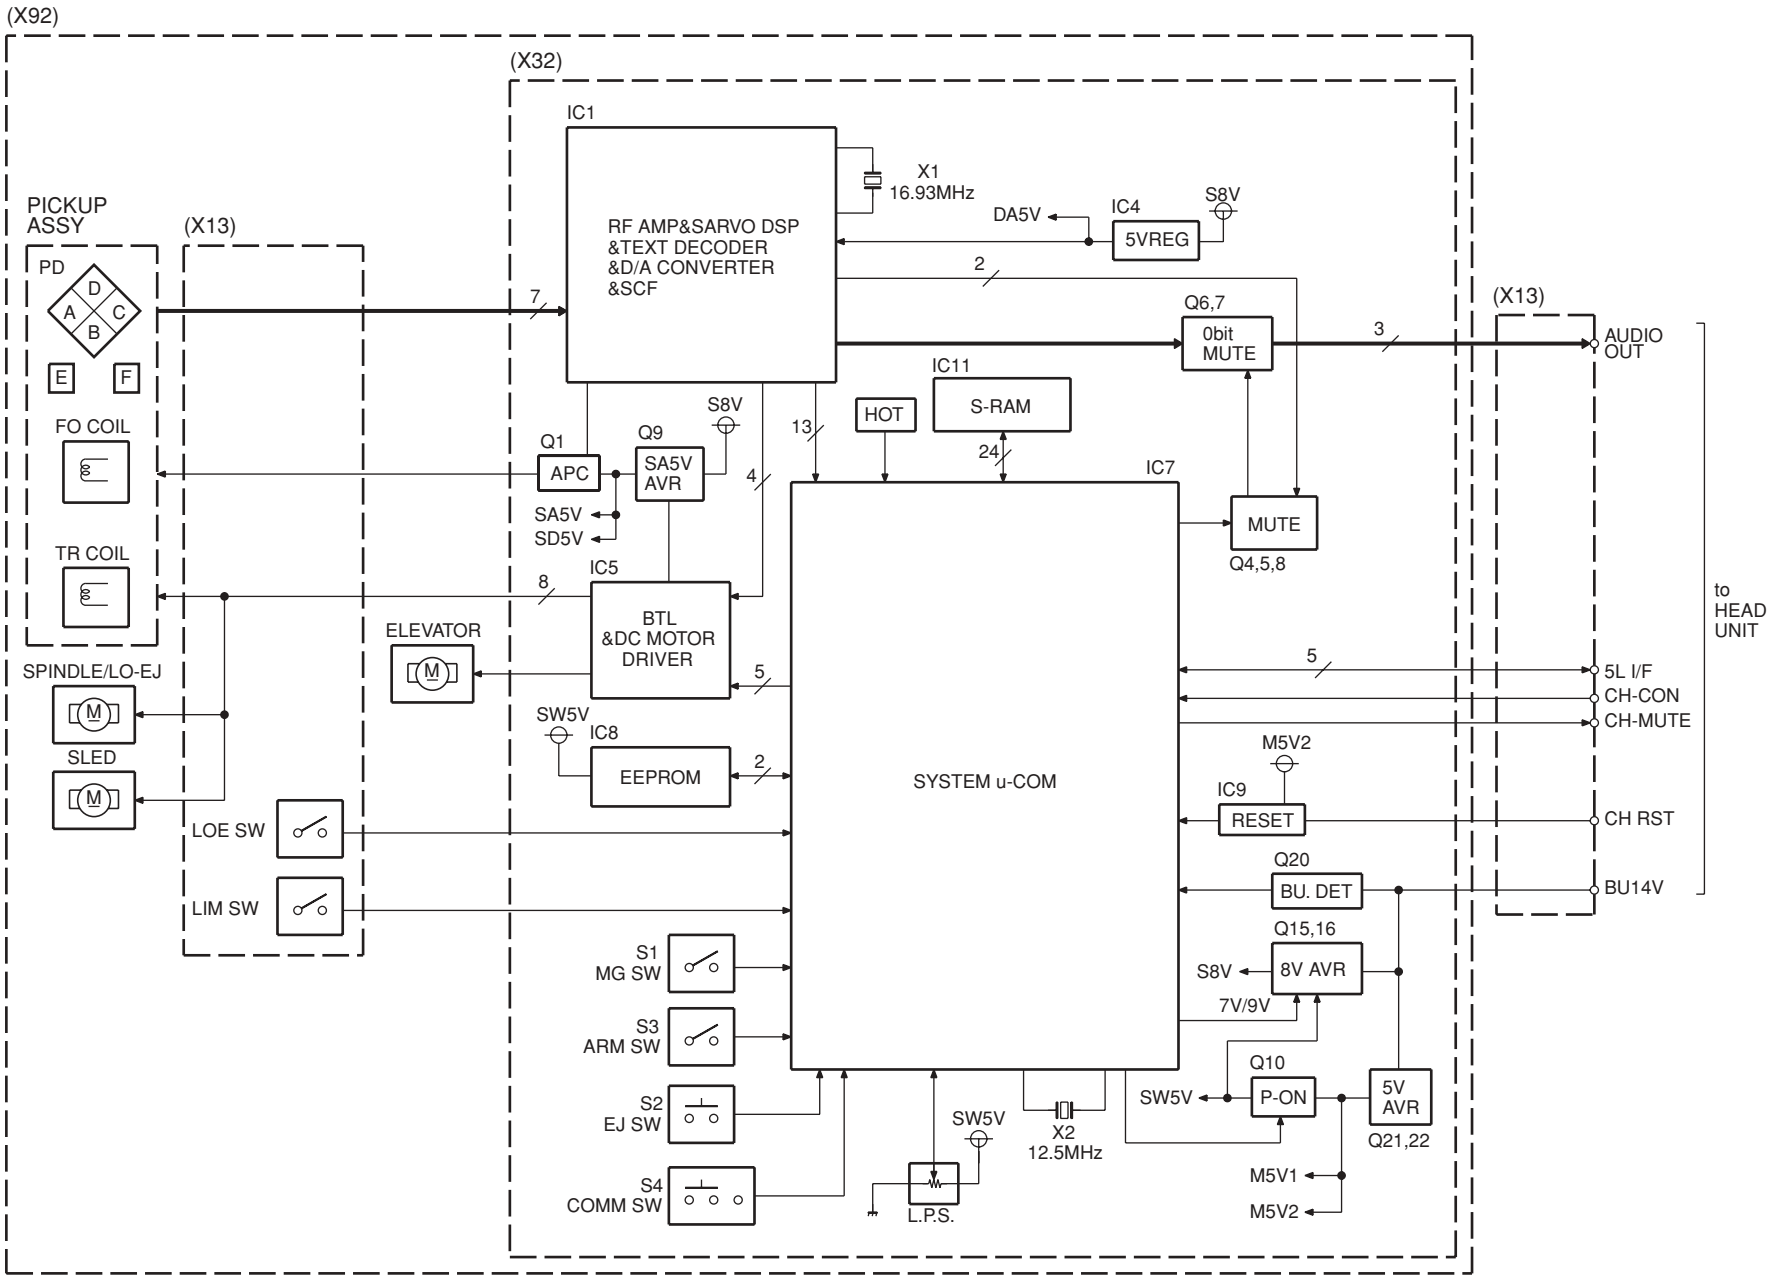 (X92)
(X32)
IC1
RF AMP&SARVO DSP
&TEXT DECODER
&D/A CONVERTER
&SCF
X1
16.93MHz
DA5V
IC4
5VREG
S8V
2
PICKUP
ASSY
(X13)
PD
D
A
C
B
E
F
7
Q6,7
0bit
MUTE
3
(X13)
AUDIO
OUT
IC11
S-RAM
HOT
13
24
FO COIL
Q1
APC
Q9
SA5V
AVR
S8V
4
SA5V
SD5V
IC7
MUTE
Q4,5,8
TR COIL
8
IC5
BTL
&DC MOTOR
DRIVER
ELEVATOR
M
5
to
HEAD
UNIT
SPINDLE/LO-EJ
M
SLED
M
5
5L I/F
CH-CON
CH-MUTE
SW5V
IC8
EEPROM
2
SYSTEM u-COM
M5V2
IC9
RESET
CH RST
LOE SW
LIM SW
Q20
BU. DET
BU14V
Q15,16
8V AVR
S8V
7V/9V
S1
MG SW
S3
ARM SW
S2
EJ SW
S4
COMM SW
SW5V
L.P.S.
X2
12.5MHz
SW5V
Q10
P-ON
5V
AVR
Q21,22
M5V1
M5V2